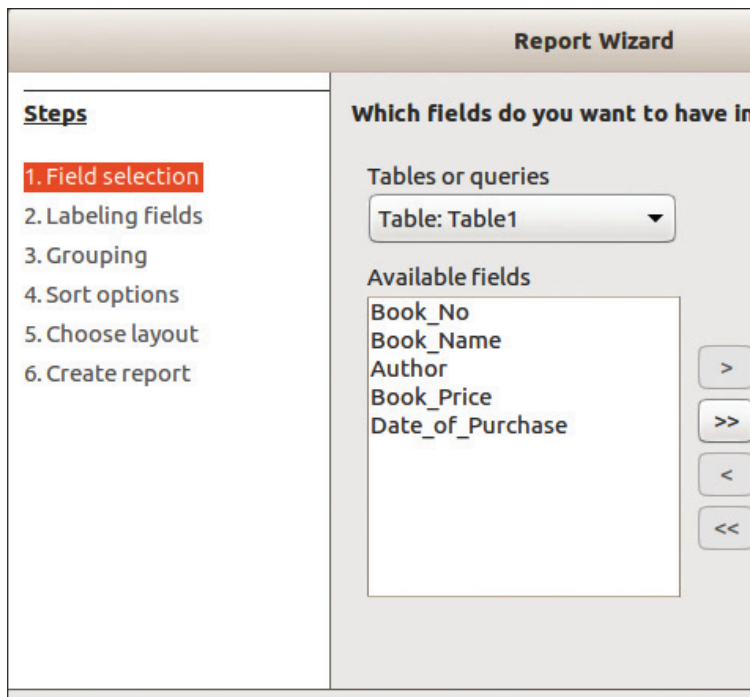 Report Wizard
Steps
1. Field selection
2. Labeling fields
3. Grouping
4. Sort options
5. Choose layout
6. Create report
Which fields do you want to have in
Tables or queries
Table: Table1
Available fields
Book_No
Book_Name
Author
Book_Price
Date_of_Purchase
>
>>
<
<<